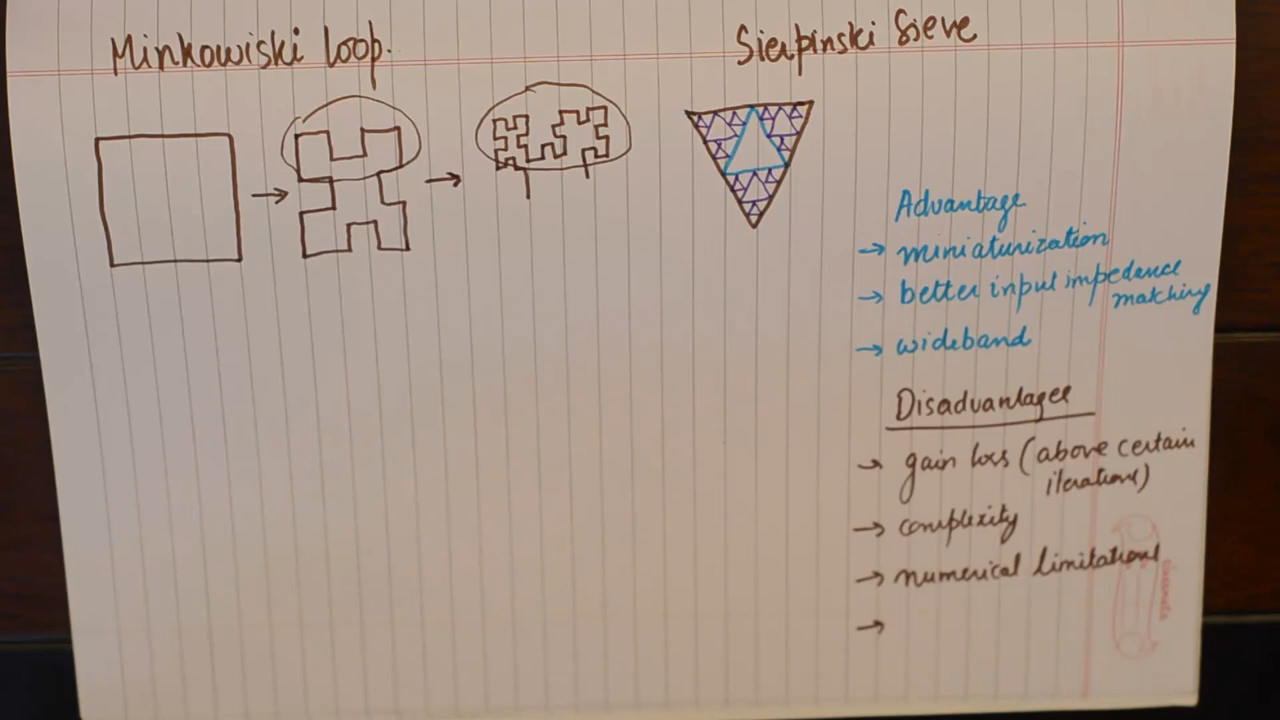 Minkowiski loop.
Sierpinski Sieve
Advantage
→ miniaturization
→ better input impedance
matching
→ wideband
Disadvantages
→ gain loss (above certain
iterations)
→ complexity
→ numerical limitations
→